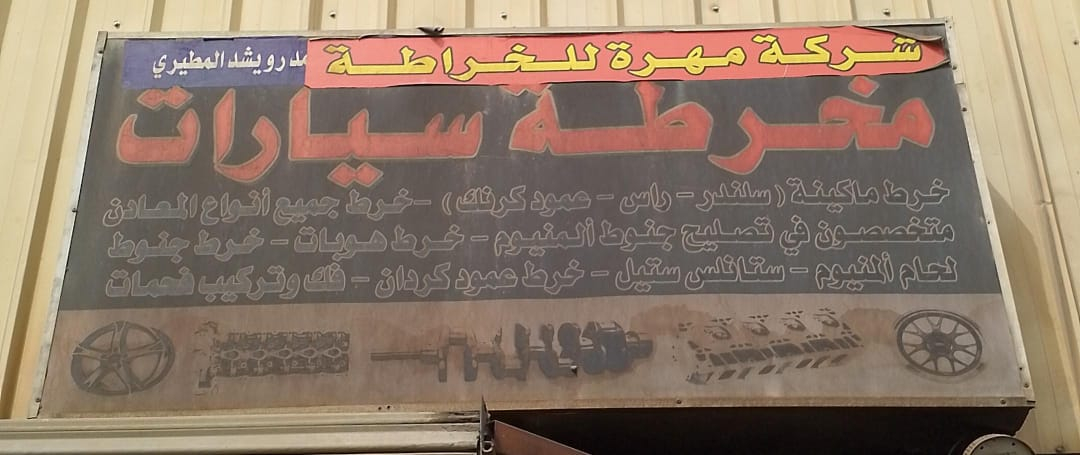 شركة مهرة للخراطة
رويشد المطيري
مخرطة سيارات
خرط ماكينة ( سلندر - راس - عمود كرنك ) - خرط جميع أنواع المعادن
متخصصون في تصليح جنوط ألمنيوم - خرط هوبات - خرط جنوط
لحام ألمنيوم - ستانلس ستيل - خرط عمود كردان - فك وتركيب فحمات